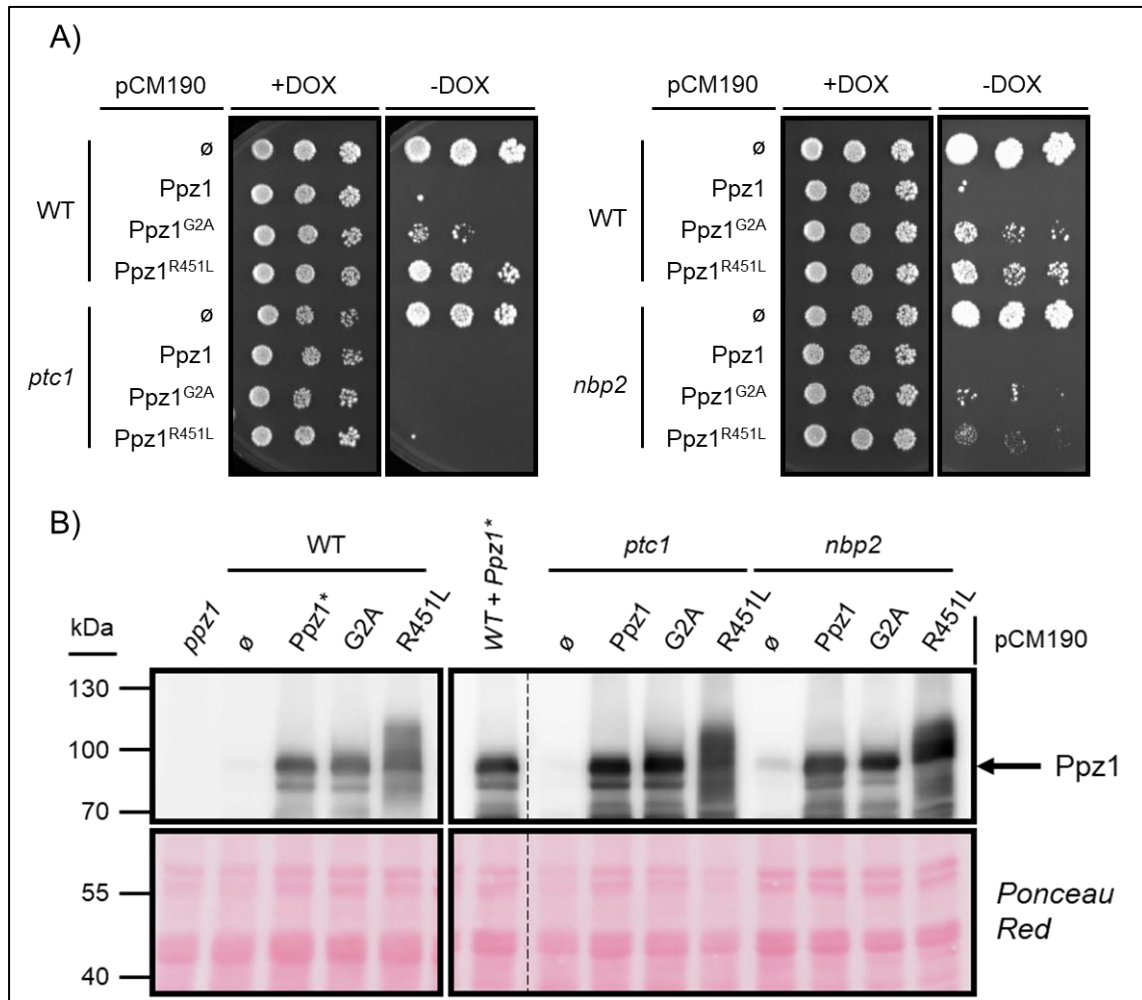 A)
pCM190 +DOX -DOX
WT
ø
Ppz1
Ppz1G2A
Ppz1R451L
ptc1
ø
Ppz1
Ppz1G2A
Ppz1R451L
pCM190 +DOX -DOX
WT
ø
Ppz1
Ppz1G2A
Ppz1R451L
nbp2
ø
Ppz1
Ppz1G2A
Ppz1R451L
B)
WT ptc1 nbp2
kDa ppz1 ø Ppz1* G2A R451L WT + Ppz1* ø Ppz1 G2A R451L ø Ppz1 G2A R451L pCM190
130
100
70
Ppz1
55
40
Ponceau
Red